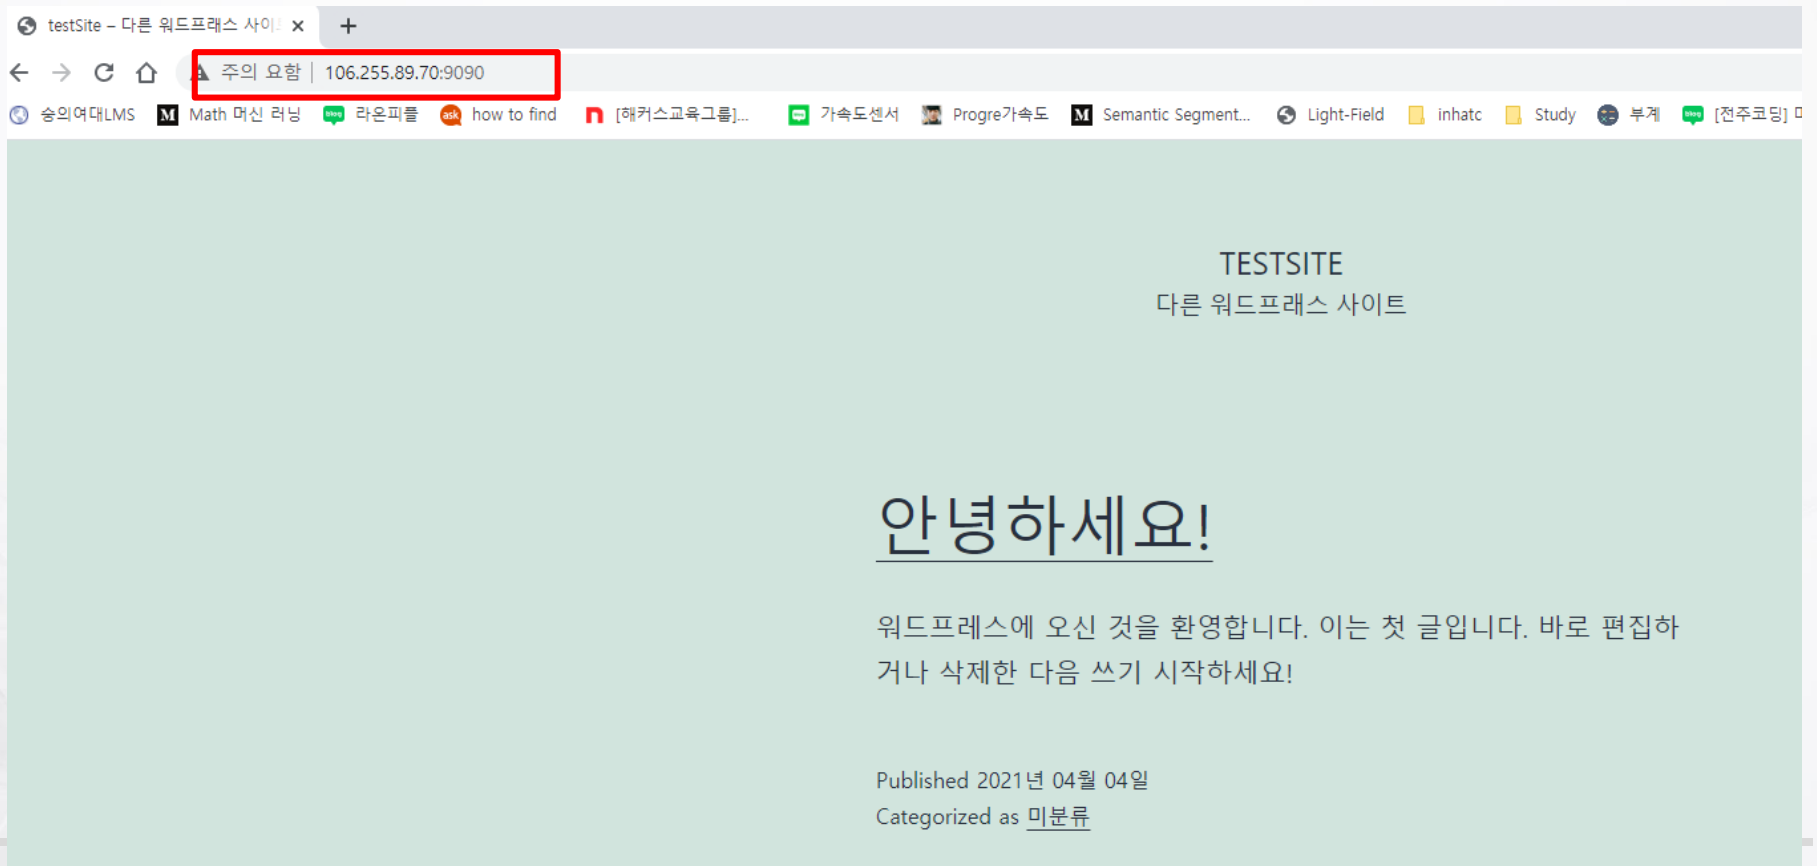 testSite – 다른 워드프래스 사이
주의 요함 | 106.255.89.70:9090
숭의여대LMS Math 머신 러닝 라온피플 how to find [해커스교육그룹]... 가속도센서 Progre가속도 Semantic Segment... Light-Field inhatc Study 부계 [전주코딩]
TESTSITE
다른 워드프래스 사이트
안녕하세요!
워드프레스에 오신 것을 환영합니다. 이는 첫 글입니다. 바로 편집하
거나 삭제한 다음 쓰기 시작하세요!
Published 2021년 04월 04일
Categorized as 미분류